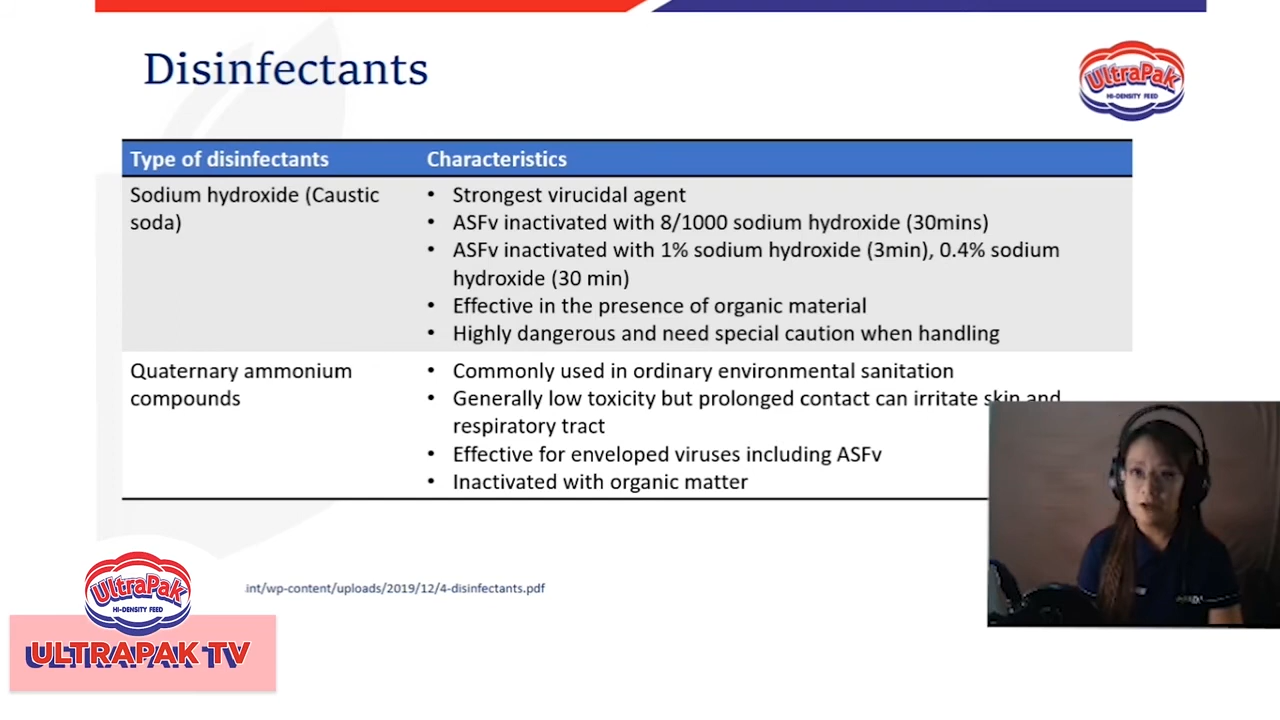 Disinfectants
UltraPak
HI-DENSITY FEED
Type of disinfectants
Characteristics
Sodium hydroxide (Caustic
soda)
• Strongest virucidal agent
• ASFv inactivated with 8/1000 sodium hydroxide (30mins)
• ASFv inactivated with 1% sodium hydroxide (3min), 0.4% sodium
hydroxide (30 min)
• Effective in the presence of organic material
• Highly dangerous and need special caution when handling
Quaternary ammonium
compounds
• Commonly used in ordinary environmental sanitation
• Generally low toxicity but prolonged contact can irritate skin and
respiratory tract
• Effective for enveloped viruses including ASFv
• Inactivated with organic matter
int/wp-content/uploads/2019/12/4-disinfectants.pdf
UltraPak
HI-DENSITY FEED
ULTRAPAK TV